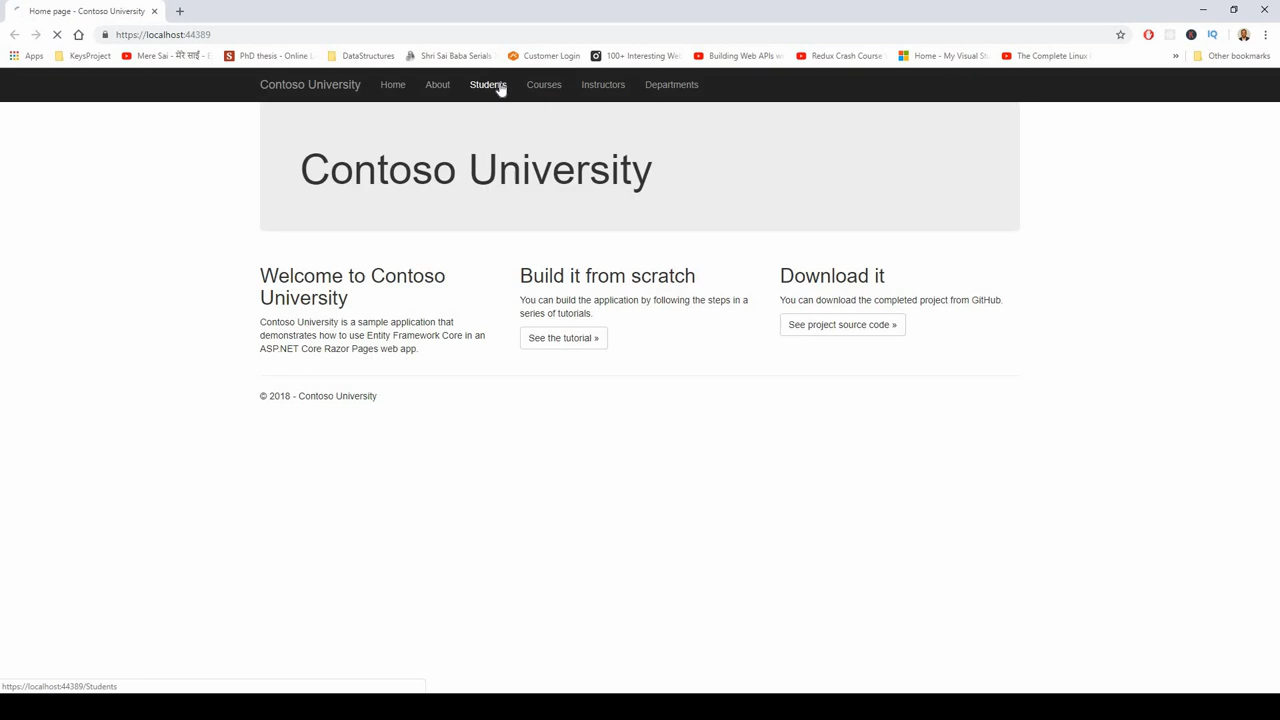 Home page - Contoso University
https://localhost:44389
Apps KeysProject Mere Sai - मेरे साईं - PhD thesis - Online L DataStructures Shri Sai Baba Serials Customer Login 100+ Interesting Web Building Web APIs w Redux Crash Course Home - My Visual St The Complete Linux » Other bookmarks
Contoso University Home About Students Courses Instructors Departments
Contoso University
Welcome to Contoso
University
Contoso University is a sample application that
demonstrates how to use Entity Framework Core in an
ASP.NET Core Razor Pages web app.
Build it from scratch
You can build the application by following the steps in a
series of tutorials.
See the tutorial »
Download it
You can download the completed project from GitHub.
See project source code »
© 2018 - Contoso University
https://localhost:44389/Students